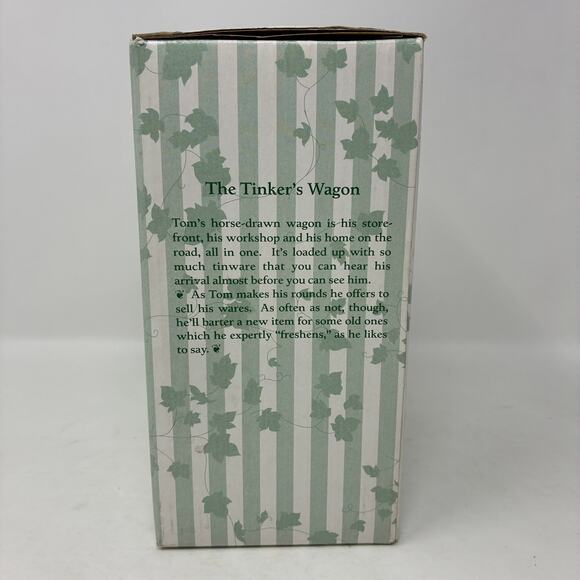 The Tinker's Wagon
Tom's horse-drawn wagon is his store-
front, his workshop and his home on the
road, all in one. It's loaded up with so
much tinware that you can hear his
arrival almost before you can see him.
❦ As Tom makes his rounds he offers to
sell his wares. As often as not, though,
he'll barter a new item for some old ones
which he expertly "freshens," as he likes
to say. ❦